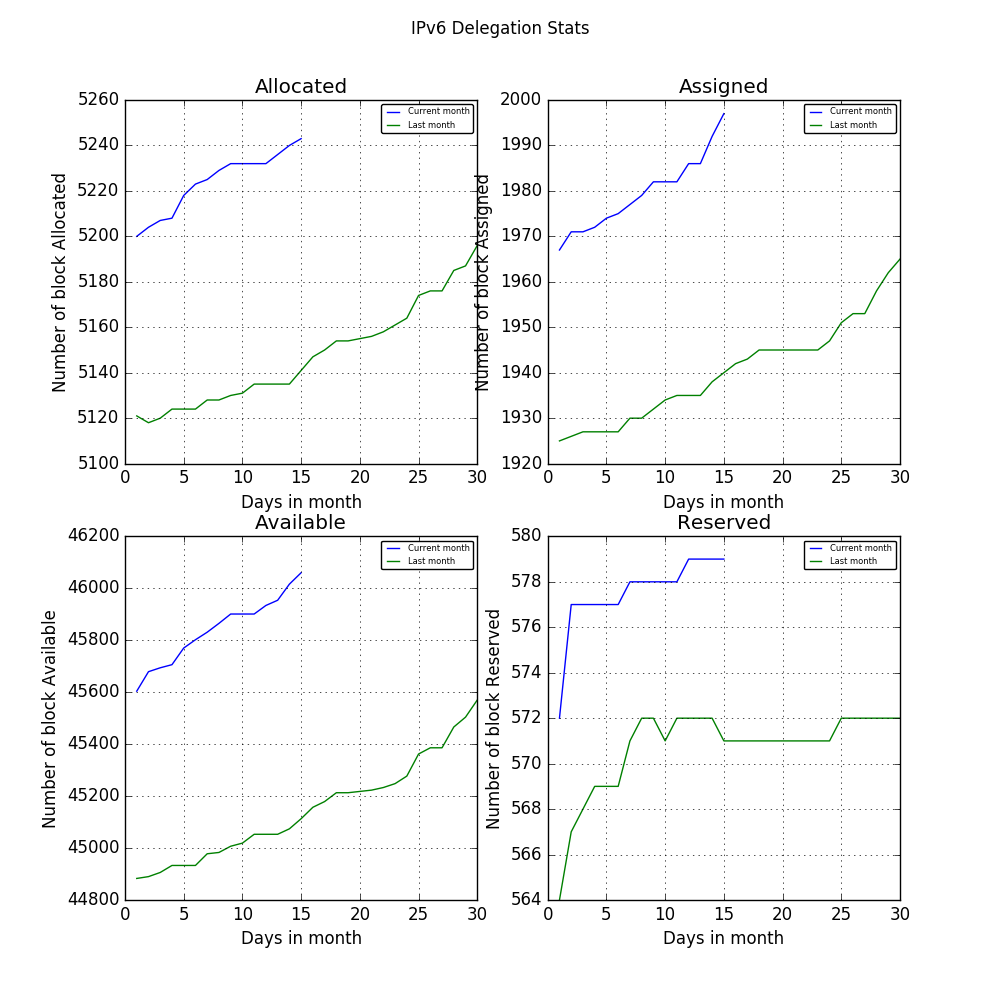 IPv6 Delegation Stats
Allocated
Number of block Allocated
5260
5240
5220
5200
5180
5160
5140
5120
5100
Current month
Last month
0 5 10 15 20 25 30
Days in month
Assigned
Number of block Assigned
2000
1990
1980
1970
1960
1950
1940
1930
1920
Current month
Last month
0 5 10 15 20 25 30
Days in month
Available
Number of block Available
46200
46000
45800
45600
45400
45200
45000
44800
Current month
Last month
0 5 10 15 20 25 30
Days in month
Reserved
Number of block Reserved
580
578
576
574
572
570
568
566
564
Current month
Last month
0 5 10 15 20 25 30
Days in month